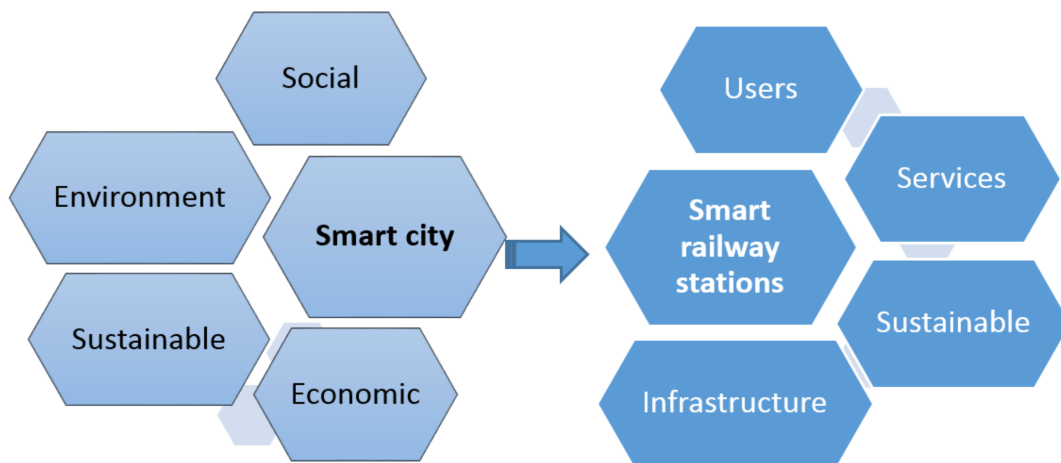 Social
Environment
Smart city
Sustainable
Economic
Users
Services
Smart
railway
stations
Sustainable
Infrastructure